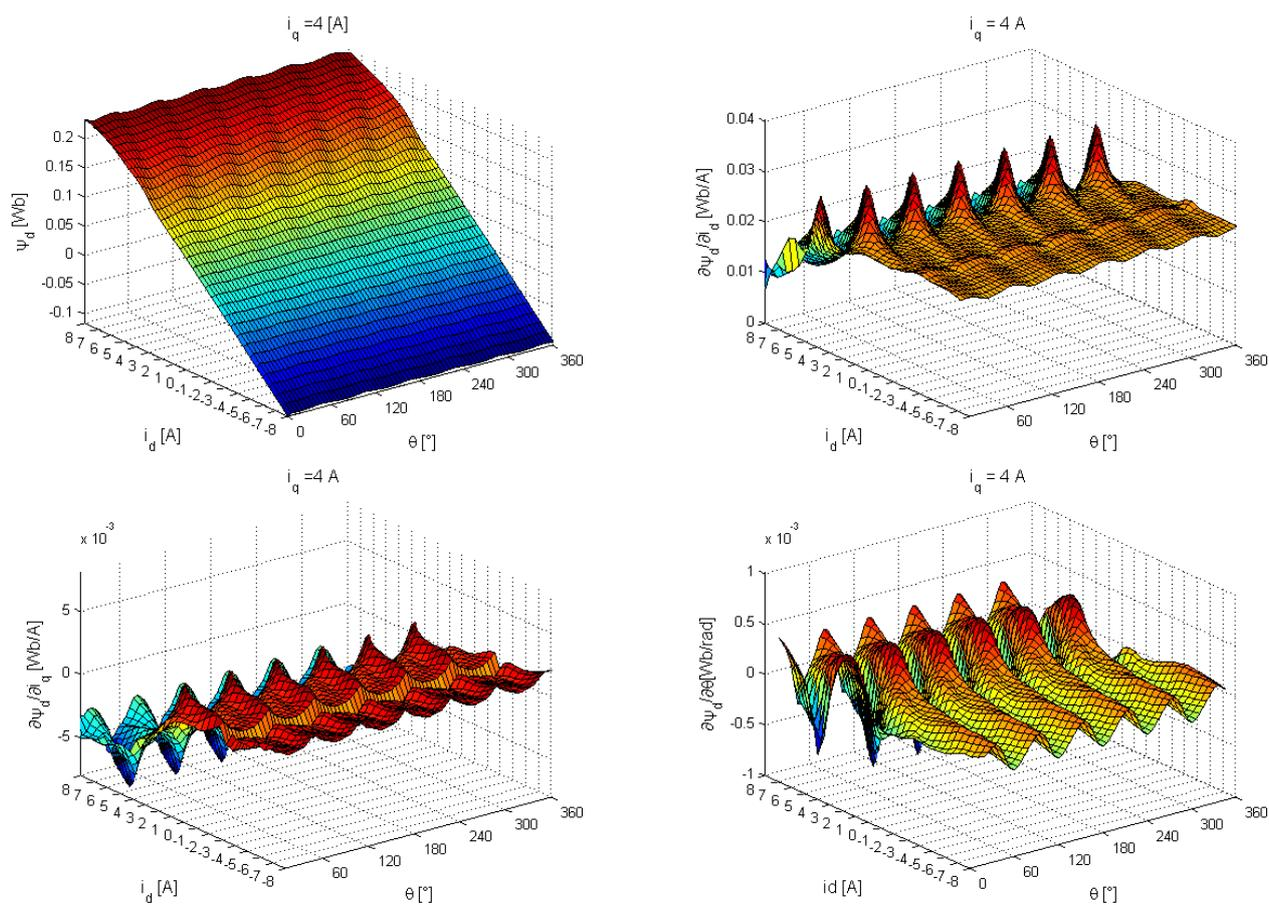 i_q =4 [A]
ψ_d [Wb]
0.2
0.15
0.1
0.05
0
-0.05
-0.1
8 7 6 5 4 3 2 1 0 -1 -2 -3 -4 -5 -6 -7 -8
i_d [A]
0 60 120 180 240 300 360
θ [°]
i_q = 4 A
∂ψ_d/∂i_d [Wb/A]
0.04
0.03
0.02
0.01
0
8 7 6 5 4 3 2 1 0 -1 -2 -3 -4 -5 -6 -7 -8
i_d [A]
60 120 180 240 300 360
θ [°]
i_q =4 A
x 10^-3
∂ψ_d/∂i_q [Wb/A]
5
0
-5
8 7 6 5 4 3 2 1 0 -1 -2 -3 -4 -5 -6 -7 -8
i_d [A]
60 120 180 240 300 360
θ [°]
i_q = 4 A
x 10^-3
∂ψ_d/∂θ[Wb/rad]
1
0.5
0
-0.5
-1
8 7 6 5 4 3 2 1 0 -1 -2 -3 -4 -5 -6 -7 -8
id [A]
0 60 120 180 240 300 360
θ [°]